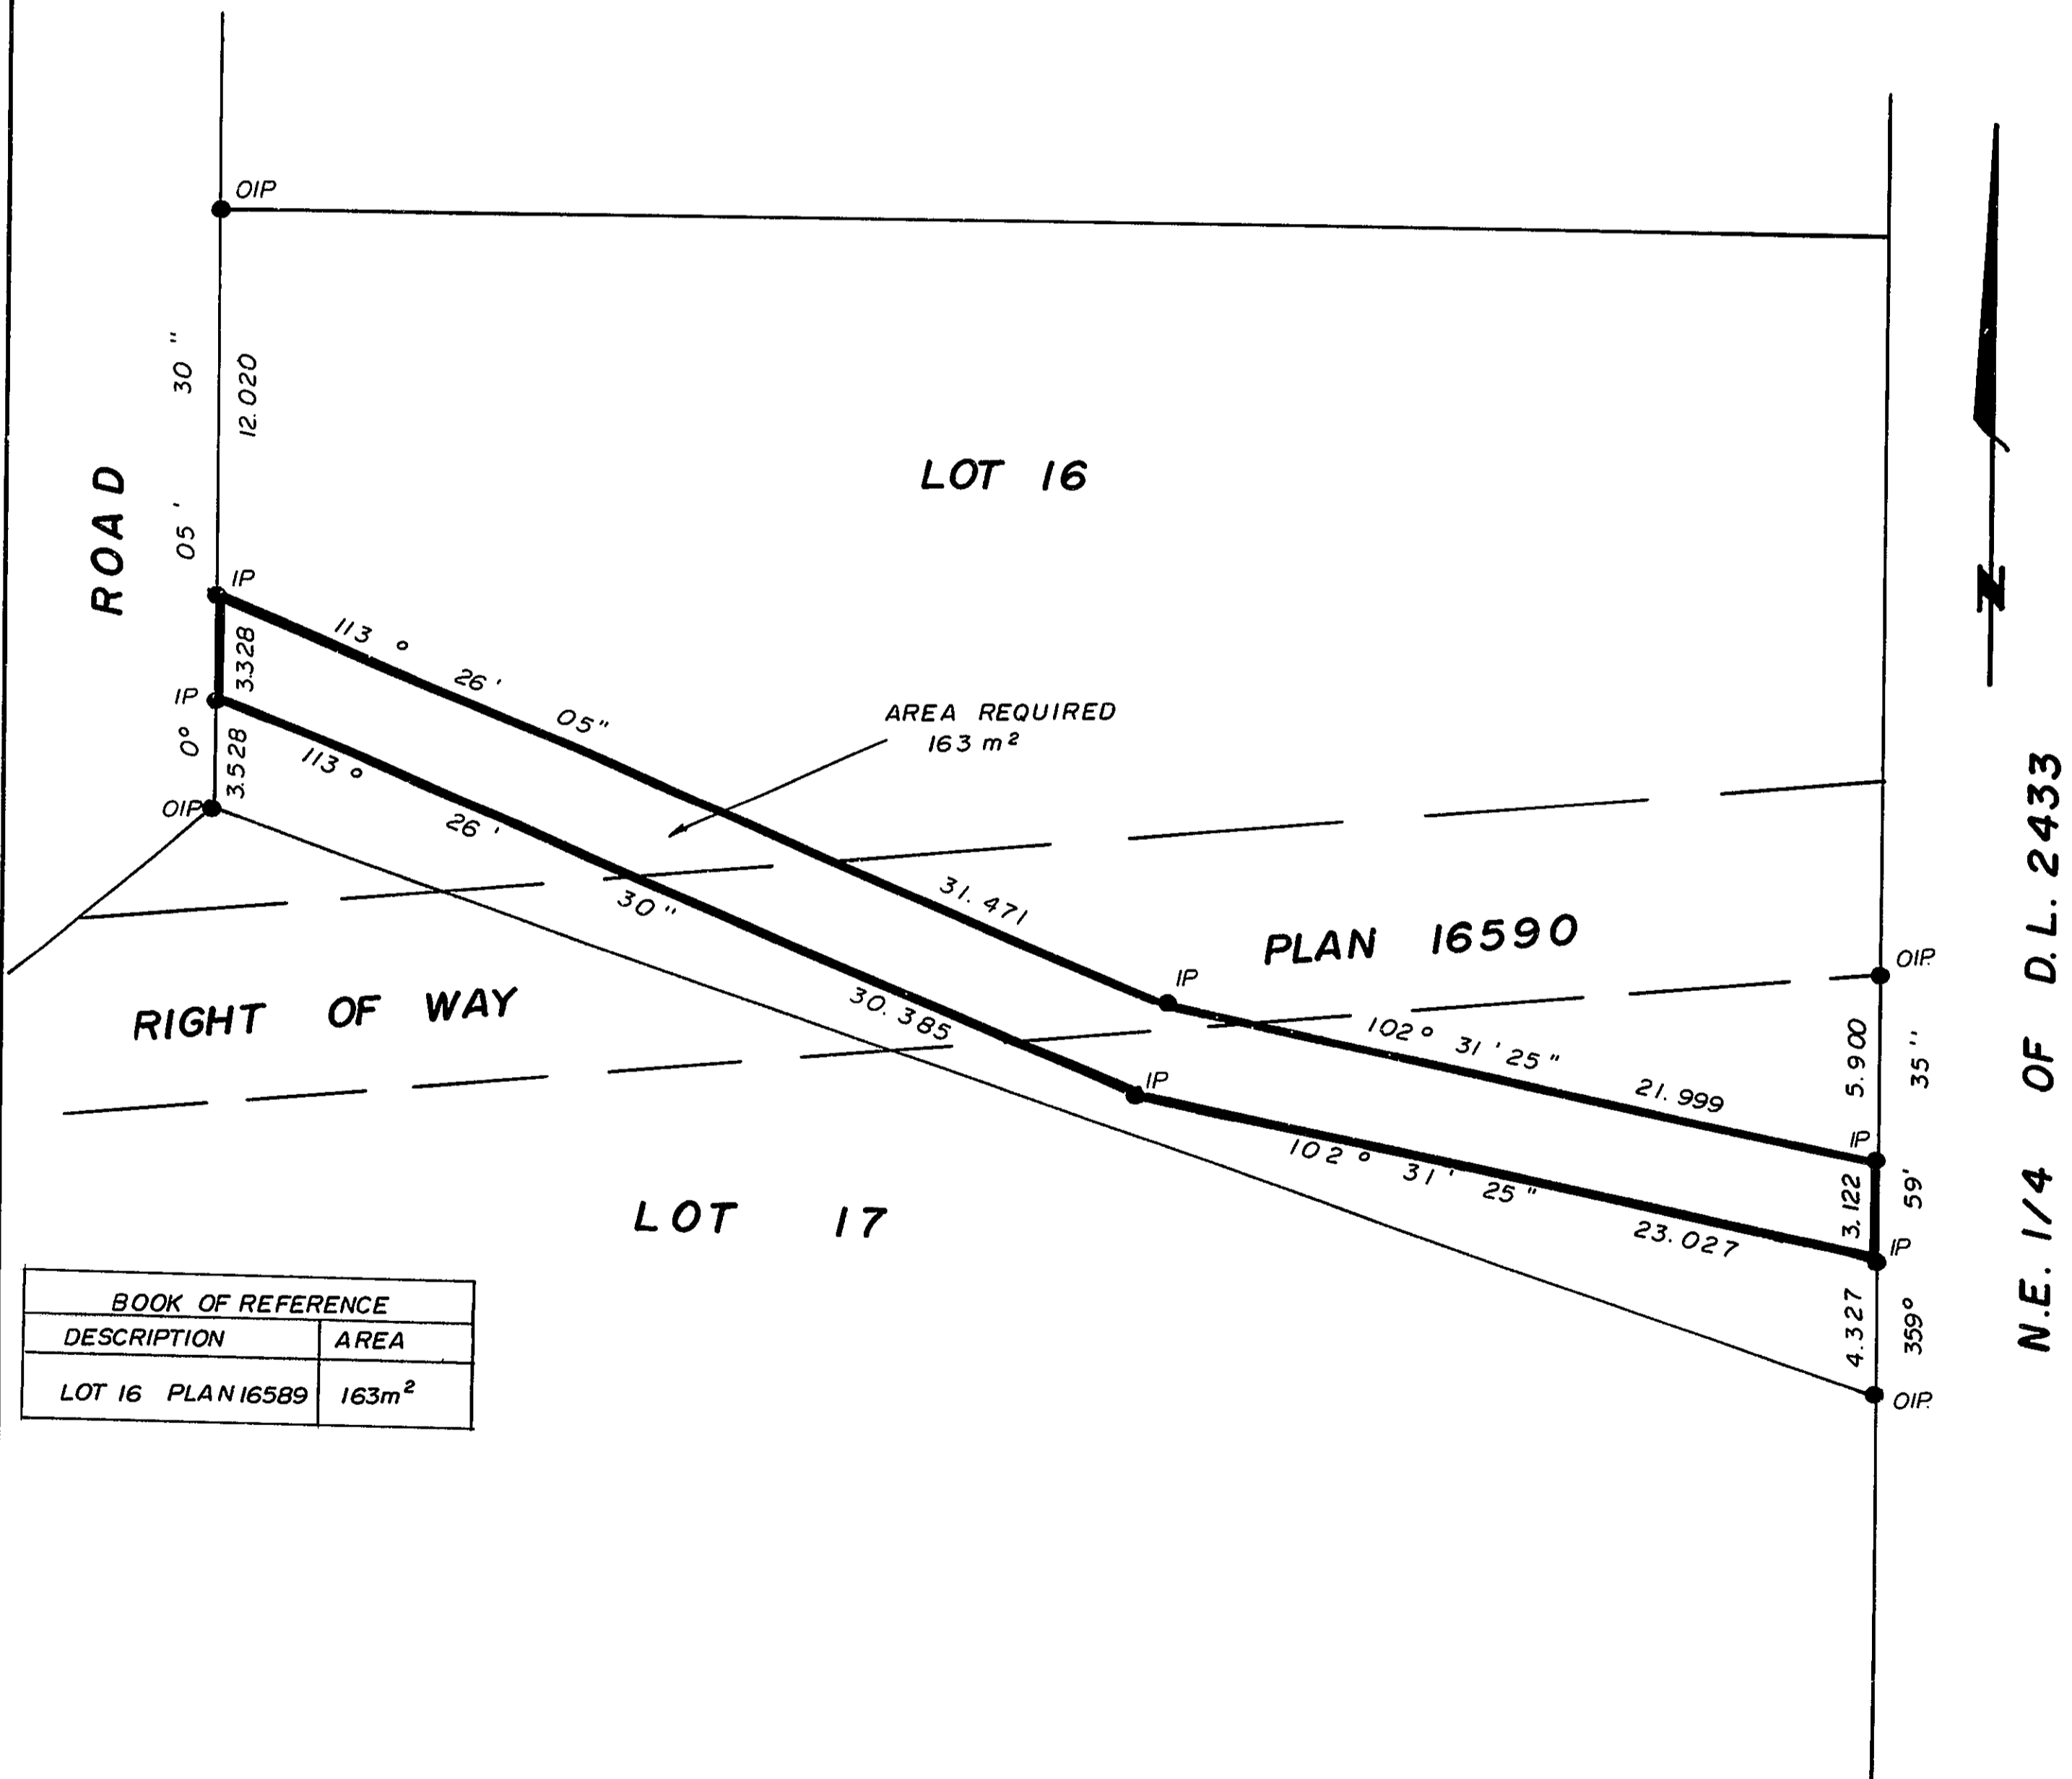 OIP
30"
12.020
05'
ROAD
LOT 16
IP
113° 26' 05"
3.328
IP
0°
3.528
OIP
113° 26' 30"
AREA REQUIRED
163 m²
31.471
30.385
PLAN 16590
RIGHT OF WAY
IP
IP
102° 31' 25"
21.999
102° 31' 25"
23.027
OIP.
5.900
35"
IP
3.122
59'
IP
4.327
359°
OIP.
LOT 17
N
N.E. 1/4 OF D.L. 2433
BOOK OF REFERENCE
DESCRIPTION AREA
LOT 16 PLAN 16589 163m²